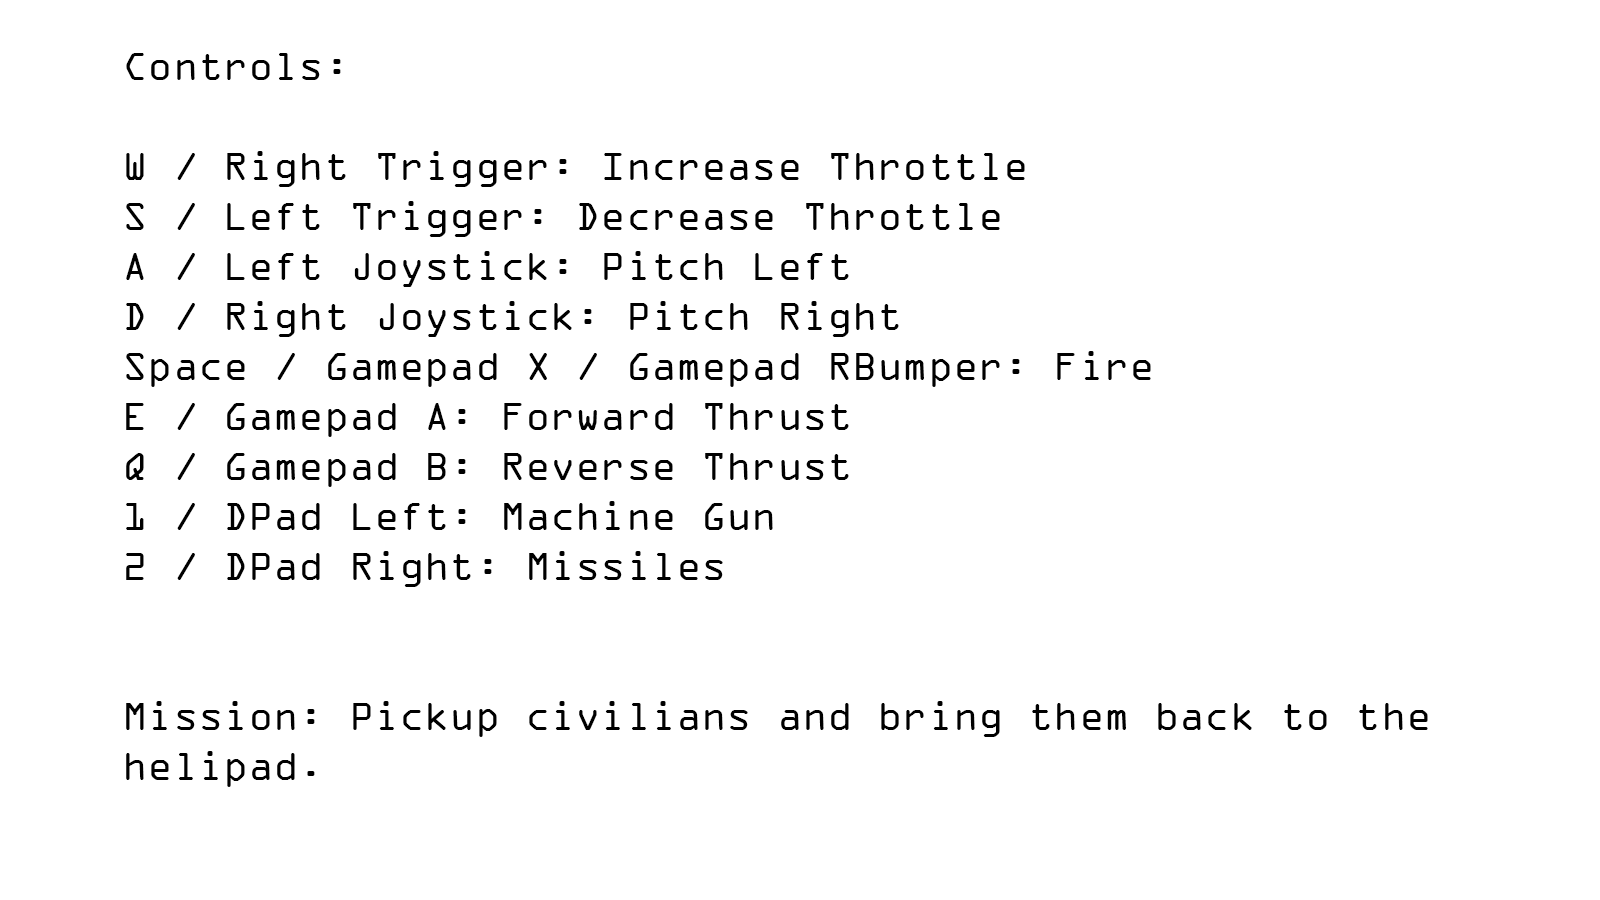 Controls:
W / Right Trigger: Increase Throttle
S / Left Trigger: Decrease Throttle
A / Left Joystick: Pitch Left
D / Right Joystick: Pitch Right
Space / Gamepad X / Gamepad RBumper: Fire
E / Gamepad A: Forward Thrust
Q / Gamepad B: Reverse Thrust
1 / DPad Left: Machine Gun
2 / DPad Right: Missiles
Mission: Pickup civilians and bring them back to the
helipad.